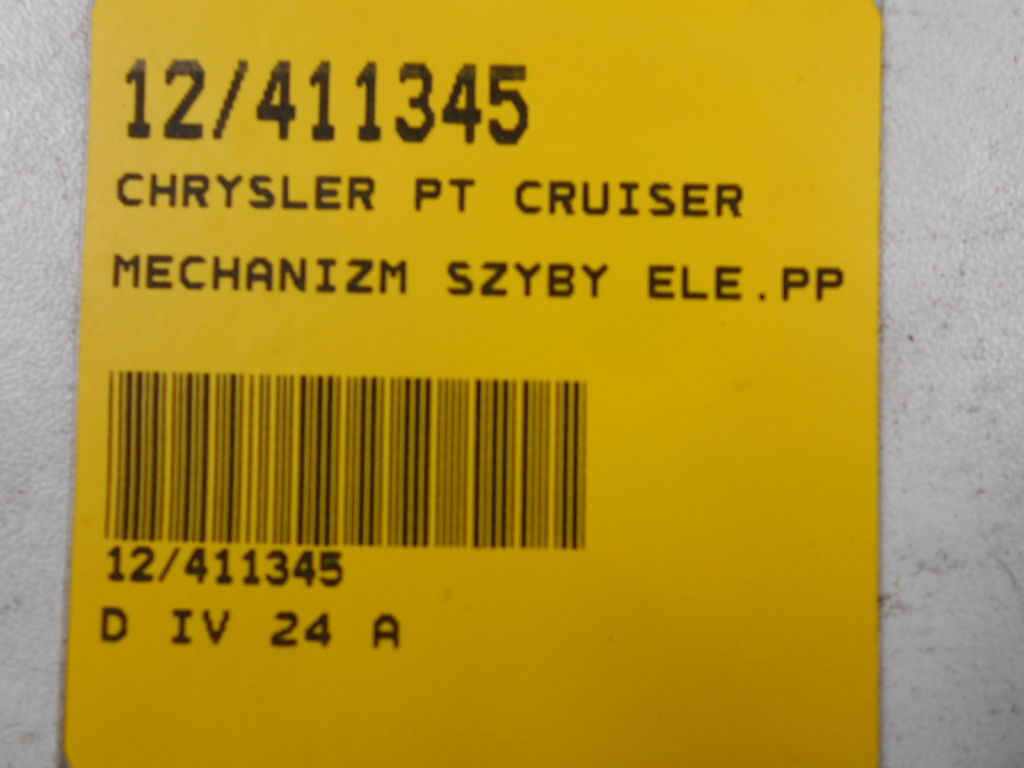 12/411345
CHRYSLER PT CRUISER
MECHANIZM SZYBY ELE.PP
12/411345
D IV 24 A